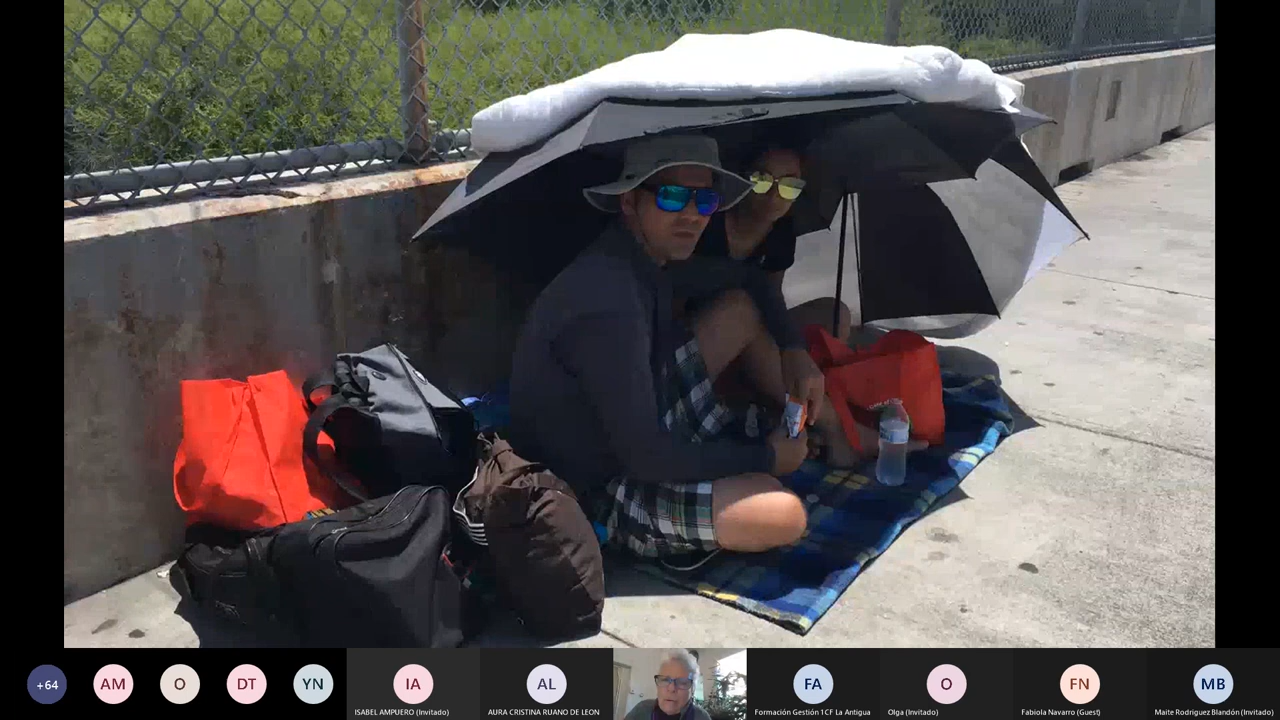 +64
AM
O
DT
YN
IA
ISABEL AMPUERO (Invitado)
AL
AURA CRISTINA RUANO DE LEON
FA
Formación Gestión 1CF La Antigua
O
Olga (Invitado)
FN
Fabiola Navarro (Guest)
MB
Maite Rodriguez Blandón (Invitado)